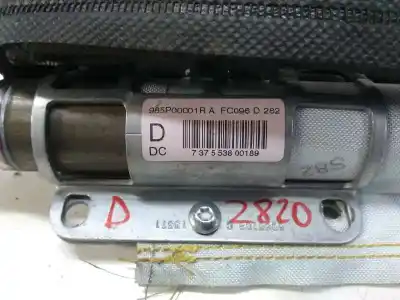 985P00001R A FC096 D 282
D
DC 7 37 5 538 00189
S82
D 2820